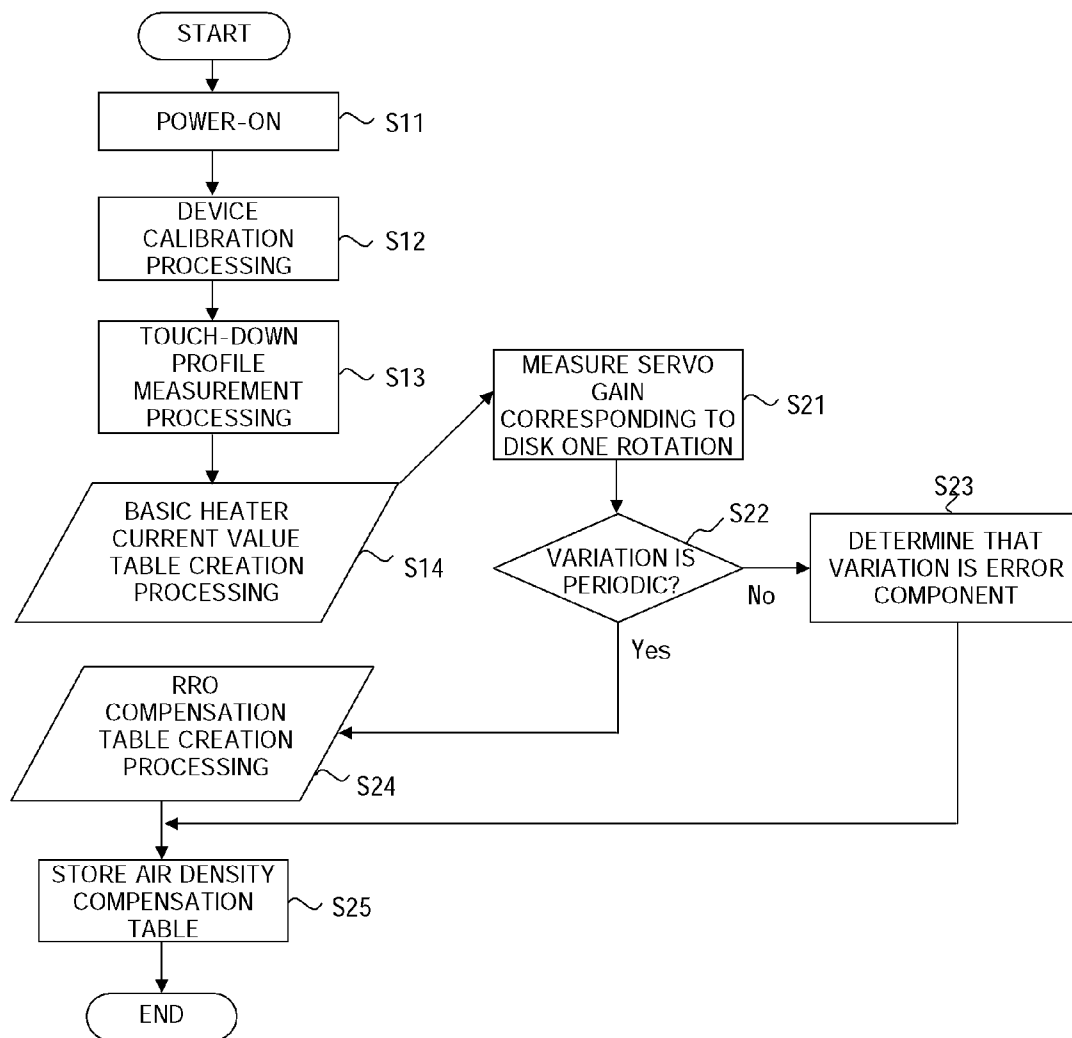 START
POWER-ON
S11
DEVICE
CALIBRATION
PROCESSING
S12
TOUCH-DOWN
PROFILE
MEASUREMENT
PROCESSING
S13
BASIC HEATER
CURRENT VALUE
TABLE CREATION
PROCESSING
S14
MEASURE SERVO
GAIN
CORRESPONDING TO
DISK ONE ROTATION
S21
VARIATION IS
PERIODIC?
S22
No
Yes
S23
DETERMINE THAT
VARIATION IS ERROR
COMPONENT
RRO
COMPENSATION
TABLE CREATION
PROCESSING
S24
STORE AIR DENSITY
COMPENSATION
TABLE
S25
END